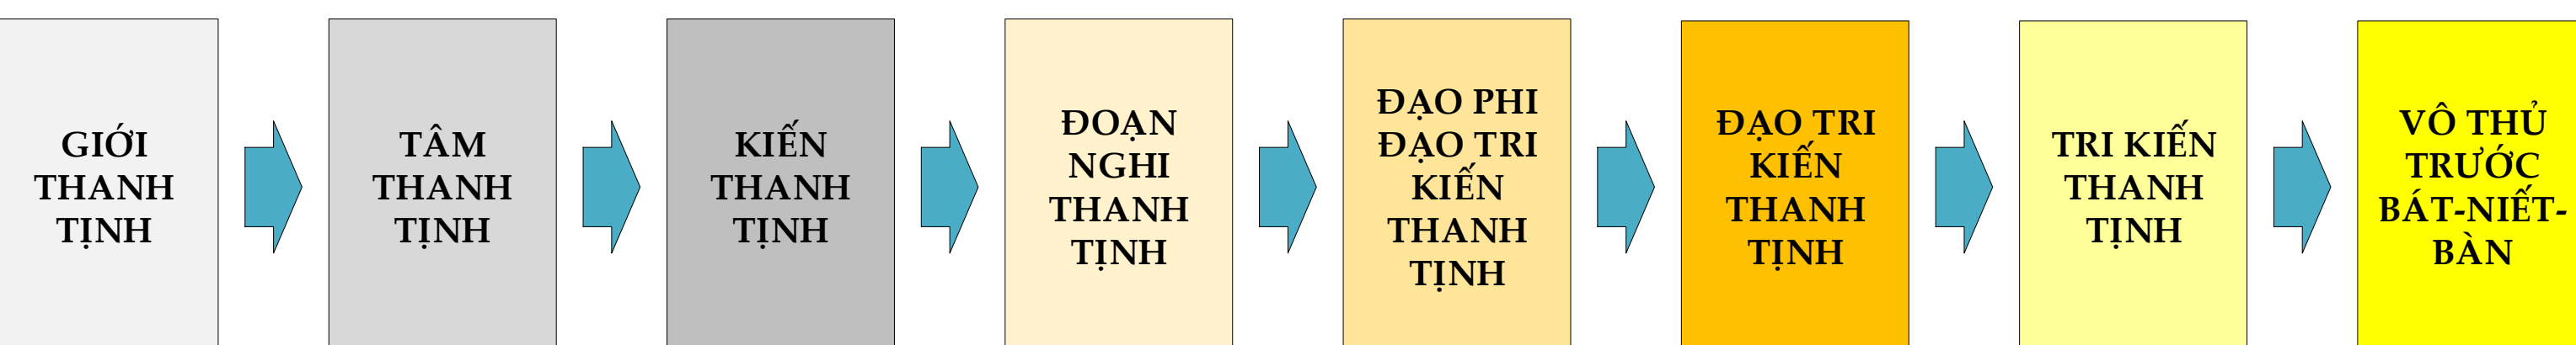 GIỚI
THANH
TỊNH
TÂM
THANH
TỊNH
KIẾN
THANH
TỊNH
ĐOẠN
NGHI
THANH
TỊNH
ĐẠO PHI
ĐẠO TRI
KIẾN
THANH
TỊNH
ĐẠO TRI
KIẾN
THANH
TỊNH
TRI KIẾN
THANH
TỊNH
VÔ THỦ
TRƯỚC
BÁT-NIẾT-
BÀN